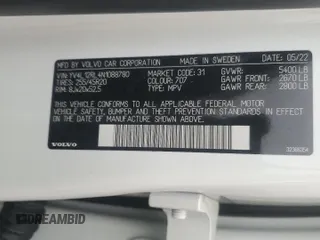 MFD. BY VOLVO CAR CORPORATION. MADE IN SWEDEN 05/22
MARKET CODE: 31 GVWR: 5400 LB
TIRES: 255/45R20 COLOUR: 707 GAWR FRONT: 2670 LB
RIM: 8Jx20x52.5 TYPE: MPV GAWR REAR: 2800 LB
THIS VEHICLE CONFORMS TO ALL APPLICABLE FEDERAL MOTOR
VEHICLE SAFETY, BUMPER AND THEFT PREVENTION STANDARDS IN EFFECT
ON THE DATE OF MANUFACTURE SHOWN ABOVE.
VOLVO
DREAMBID